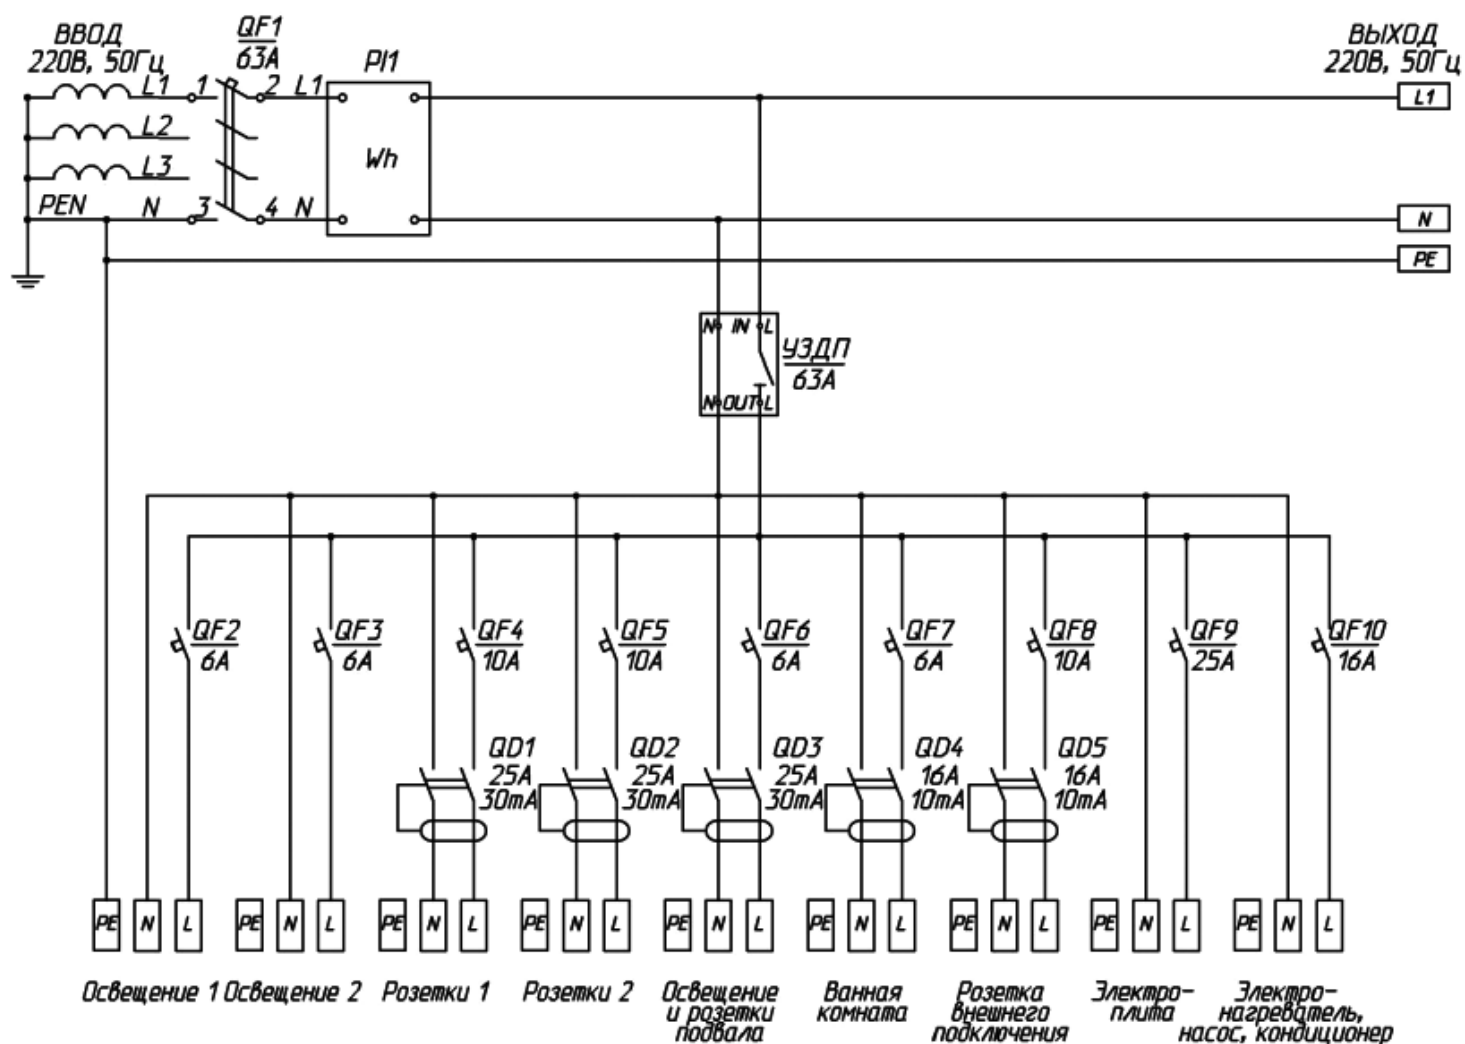 ВВОД
220В, 50Гц
QF1
63А
PI1
ВЫХОД
220В, 50Гц
L1 1 2 L1
L1
L2
L3
Wh
PEN N 3 4 N
N
PE
N IN L
УЗДП
63А
N OUT L
QF2
6А
QF3
6А
QF4
10А
QF5
10А
QF6
6А
QF7
6А
QF8
10А
QF9
25А
QF10
16А
QD1
25А
30mA
QD2
25А
30mA
QD3
25А
30mA
QD4
16А
10mA
QD5
16А
10mA
PE N L
PE N L
PE N L
PE N L
PE N L
PE N L
PE N L
PE N L
PE N L
Освещение 1
Освещение 2
Розетки 1
Розетки 2
Освещение
и розетки
подвала
Ванная
комната
Розетка
внешнего
подключения
Электро-
плита
Электро-
нагреватель,
насос, кондиционер